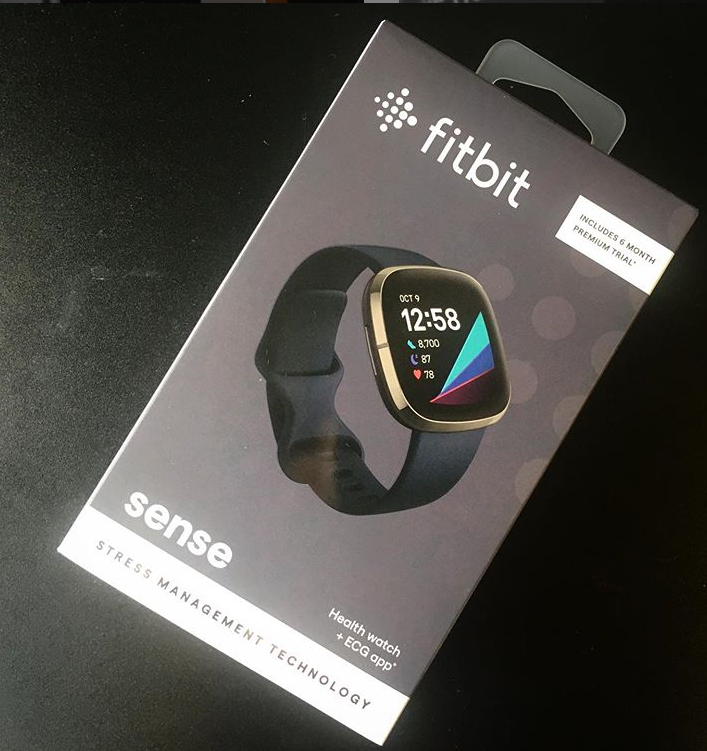 fitbit
INCLUDES 6 MONTH
PREMIUM TRIAL*
OCT 9
12:58
8,700
87
78
sense
STRESS MANAGEMENT TECHNOLOGY
Health watch
+ ECG app*